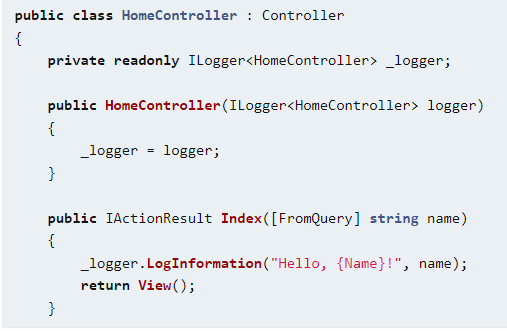 public class HomeController : Controller
{
    private readonly ILogger<HomeController> _logger;
    public HomeController(ILogger<HomeController> logger)
    {
        _logger = logger;
    }
    public IActionResult Index([FromQuery] string name)
    {
        _logger.LogInformation("Hello, {Name}!", name);
        return View();
    }